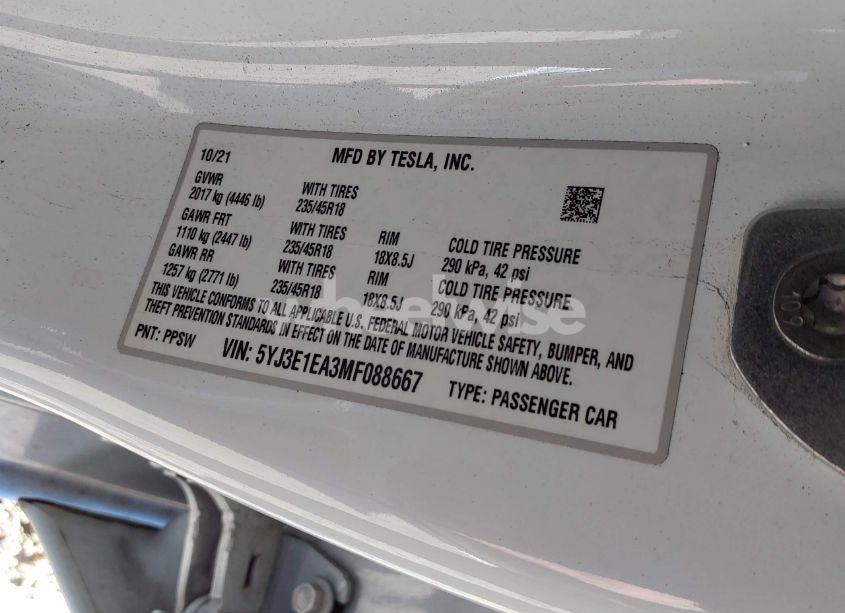 10/21 MFD BY TESLA, INC.
GVWR
2017 kg (4446 lb) WITH TIRES
235/45R18
GAWR FRT
1110 kg (2447 lb) WITH TIRES RIM COLD TIRE PRESSURE
235/45R18 18X8.5J 290 kPa, 42 psi
GAWR RR
1257 kg (2771 lb) WITH TIRES RIM COLD TIRE PRESSURE
235/45R18 18X8.5J 290 kPa, 42 psi
THIS VEHICLE CONFORMS TO ALL APPLICABLE U.S. FEDERAL MOTOR VEHICLE SAFETY, BUMPER, AND
THEFT PREVENTION STANDARDS IN EFFECT ON THE DATE OF MANUFACTURE SHOWN ABOVE.
PNT: PPSW VIN: 5YJ3E1EA3MF088667 TYPE: PASSENGER CAR
wheelwise
109